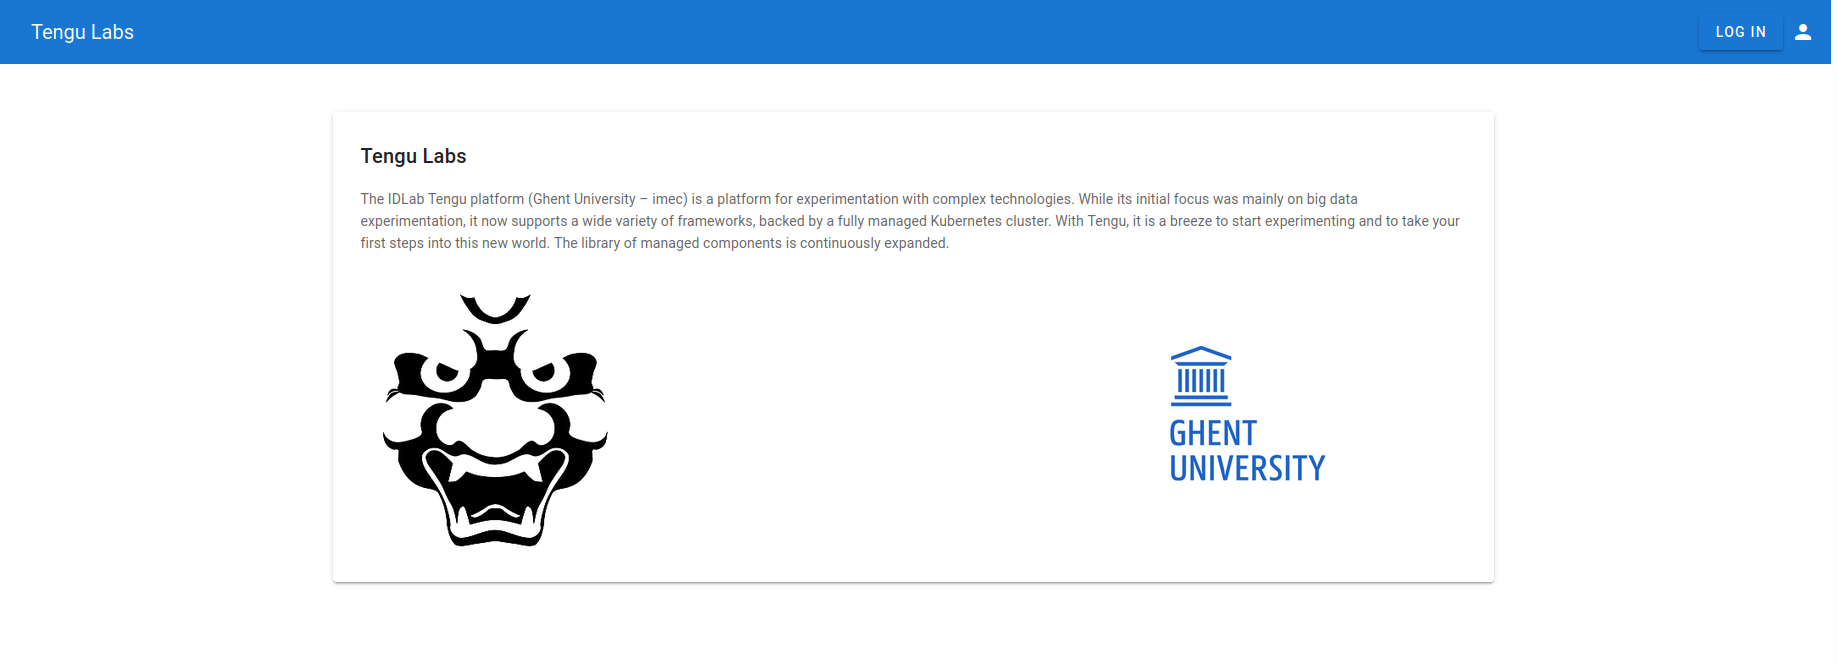 Tengu Labs
LOG IN
Tengu Labs
The IDLab Tengu platform (Ghent University – imec) is a platform for experimentation with complex technologies. While its initial focus was mainly on big data
experimentation, it now supports a wide variety of frameworks, backed by a fully managed Kubernetes cluster. With Tengu, it is a breeze to start experimenting and to take your
first steps into this new world. The library of managed components is continuously expanded.
GHENT
UNIVERSITY